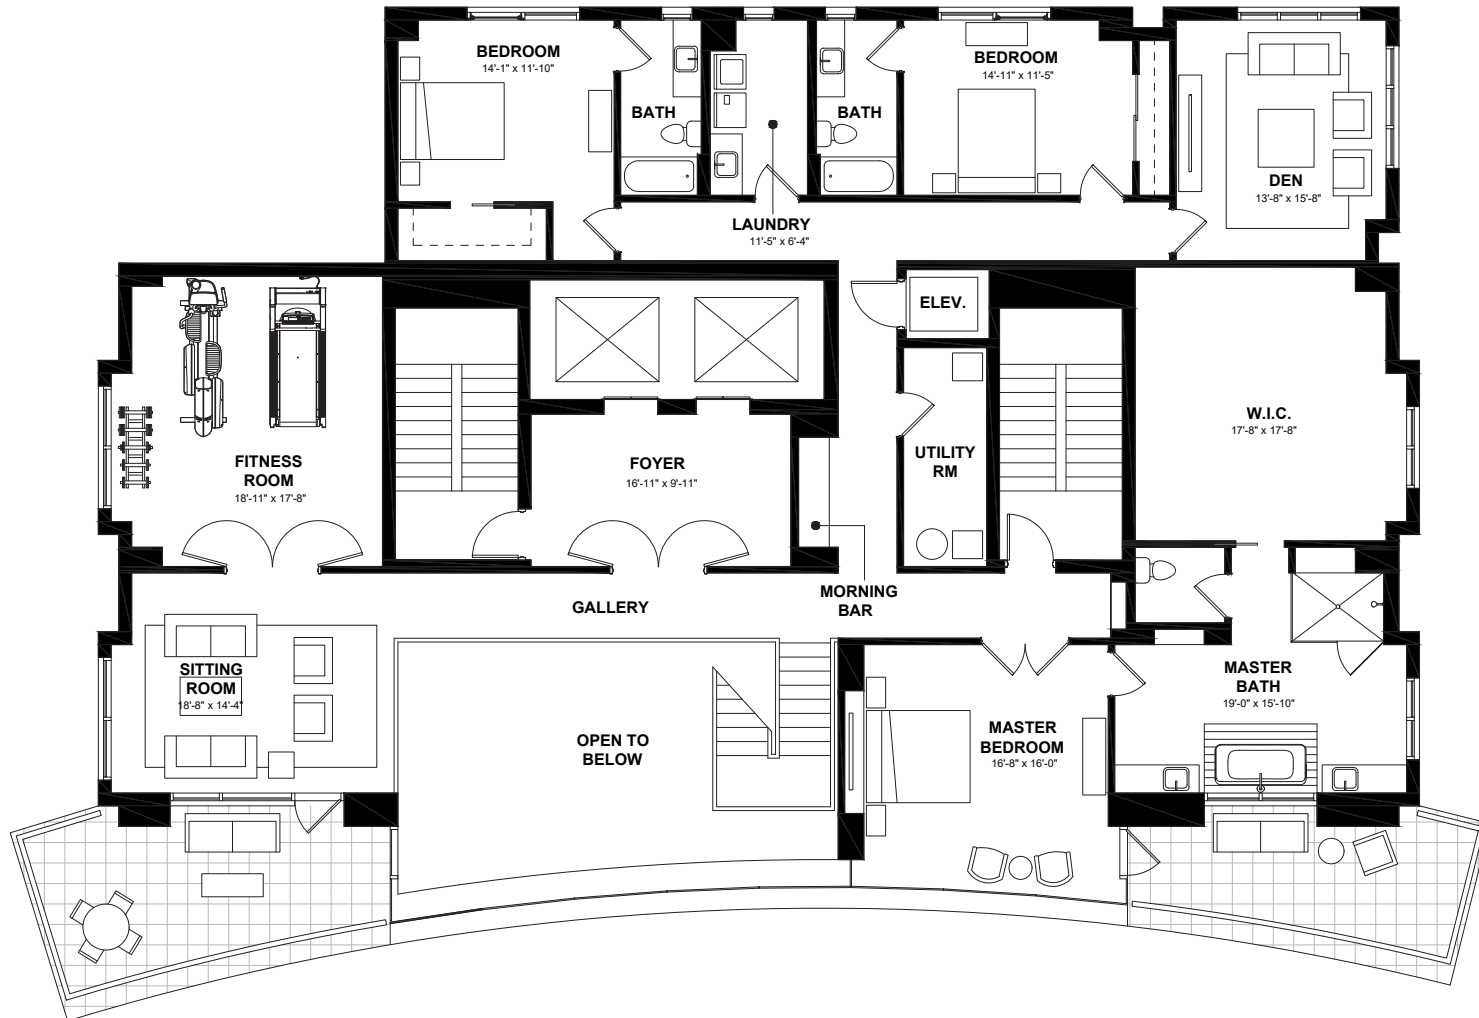 BEDROOM
14'-1" x 11'-10"
BATH
BATH
BEDROOM
14'-11" x 11'-5"
DEN
13'-8" x 15'-8"
LAUNDRY
11'-5" x 6'-4"
ELEV.
W.I.C.
17'-8" x 17'-8"
FITNESS
ROOM
18'-11" x 17'-8"
FOYER
16'-11" x 9'-11"
UTILITY
RM
GALLERY
MORNING
BAR
SITTING
ROOM
18'-8" x 14'-4"
OPEN TO
BELOW
MASTER
BEDROOM
16'-8" x 16'-0"
MASTER
BATH
19'-0" x 15'-10"